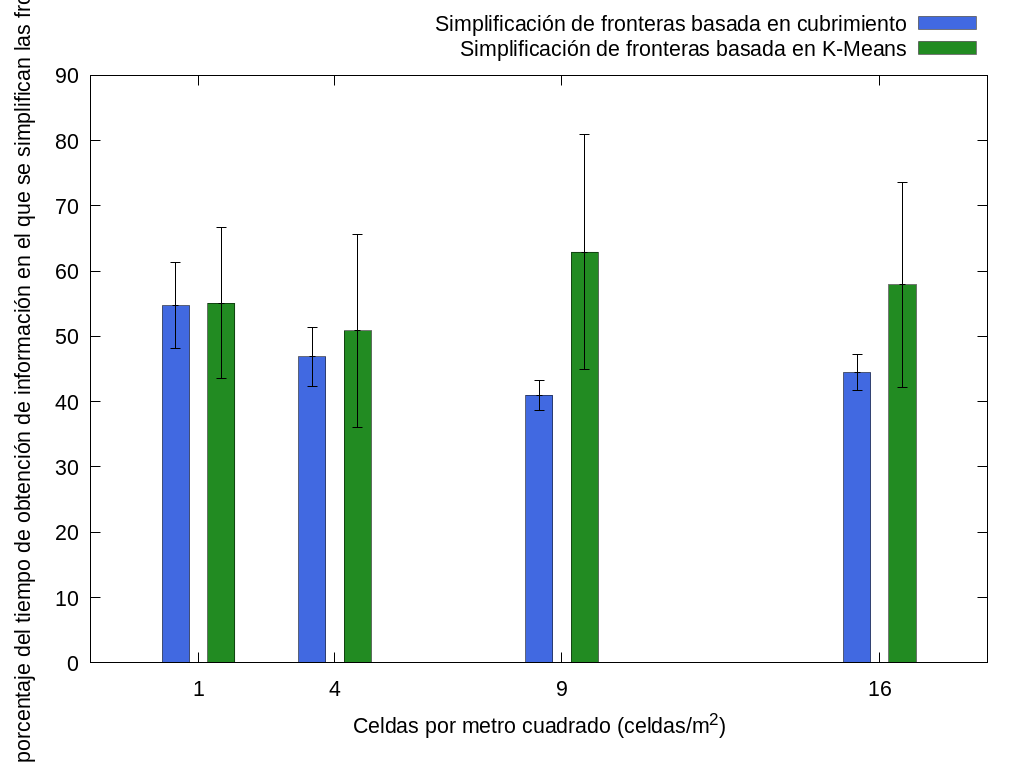 Simplificación de fronteras basada en cubrimiento
Simplificación de fronteras basada en K-Means
porcentaje del tiempo de obtención de información en el que se simplifican las
90
80
70
60
50
40
30
20
10
0
1 4 9 16
Celdas por metro cuadrado (celdas/m²)